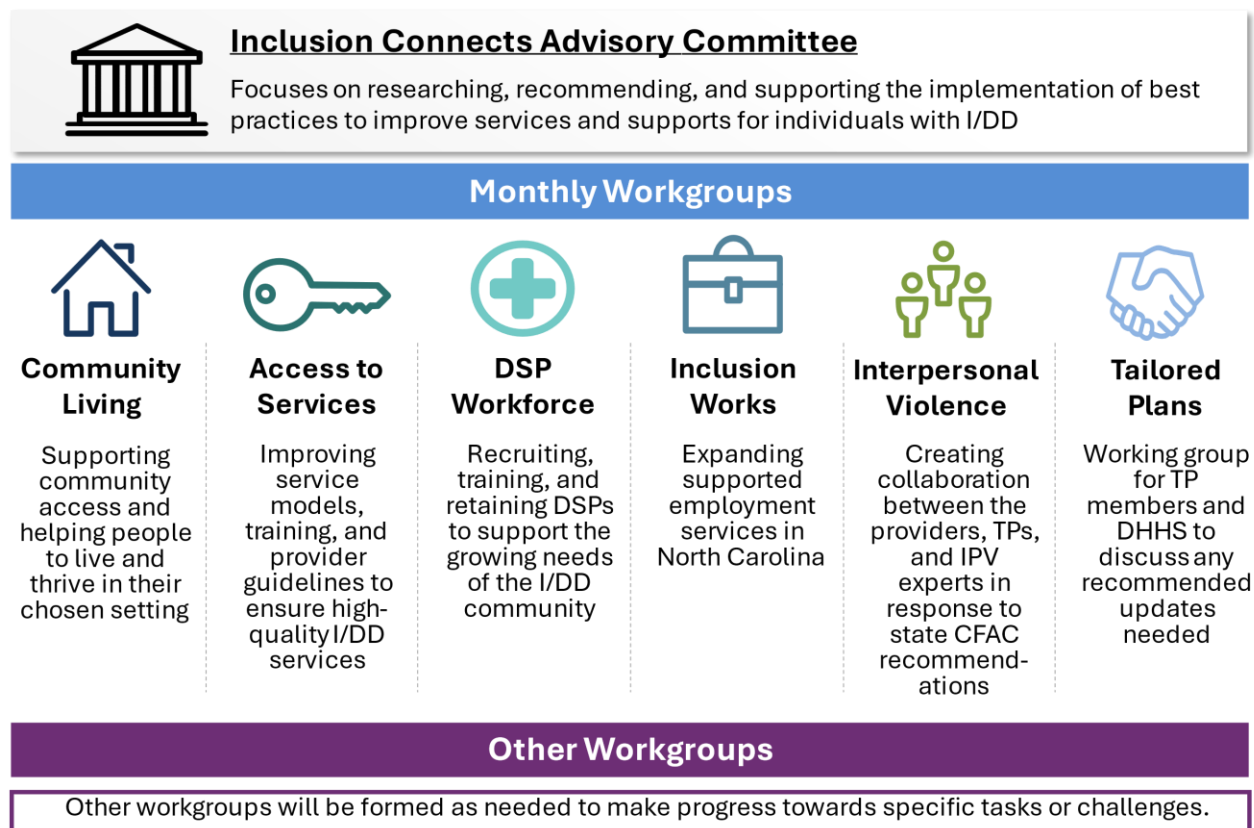 Inclusion Connects Advisory Committee
Focuses on researching, recommending, and supporting the implementation of best
practices to improve services and supports for individuals with I/DD
Monthly Workgroups
Community
Living
Supporting
community
access and
helping people
to live and
thrive in their
chosen setting
Access to
Services
Improving
service
models,
training, and
provider
guidelines to
ensure high-
quality I/DD
services
DSP
Workforce
Recruiting,
training, and
retaining DSPs
to support the
growing needs
of the I/DD
community
Inclusion
Works
Expanding
supported
employment
services in
North Carolina
Interpersonal
Violence
Creating
collaboration
between the
providers, TPs,
and IPV
experts in
response to
state CFAC
recommend-
ations
Tailored
Plans
Working group
for TP
members and
DHHS to
discuss any
recommended
updates
needed
Other Workgroups
Other workgroups will be formed as needed to make progress towards specific tasks or challenges.